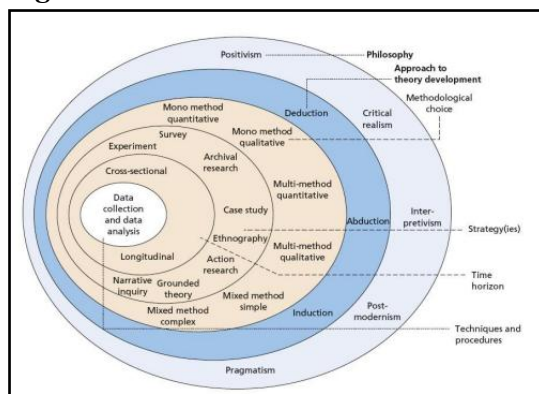 Positivism
Philosophy
Approach to
theory development
Mono method
quantitative
Deduction
Methodological
choice
Critical
realism
Survey
Mono method
qualitative
Experiment
Archival
research
Cross-sectional
Multi-method
quantitative
Data
collection
and data
analysis
Case study
Abduction
Inter-
pretivism
Strategy(ies)
Ethnography
Multi-method
qualitative
Longitudinal
Action
research
Time
horizon
Narrative
inquiry
Grounded
theory
Mixed method
simple
Mixed method
complex
Induction
Post-
modernism
Techniques and
procedures
Pragmatism